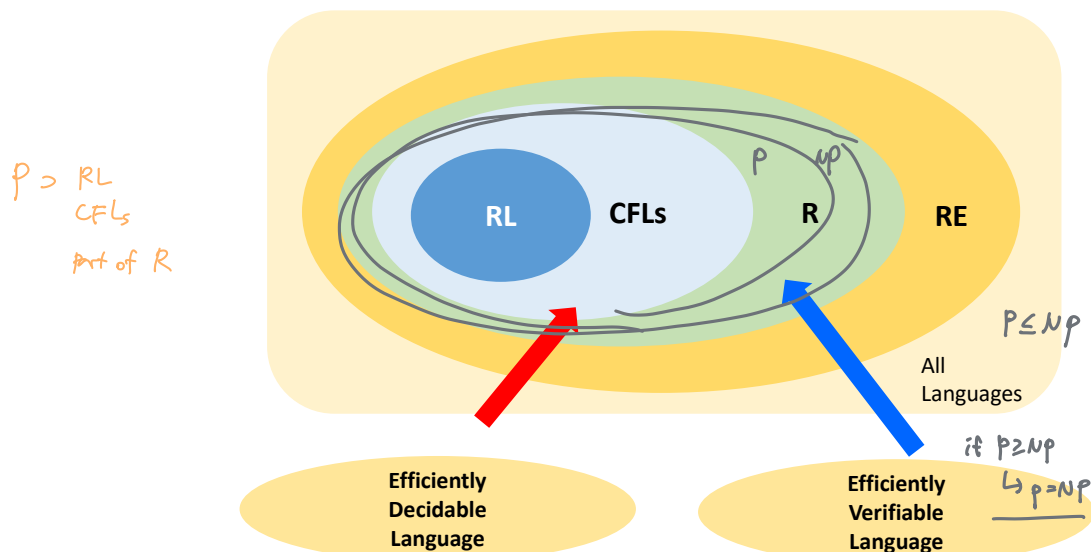 P ⊃ RL
CFLs
part of R
RL
CFLs
P
NP
R
RE
P ≤ NP
All
Languages
if P ≥ NP
↳ P = NP
Efficiently
Decidable
Language
Efficiently
Verifiable
Language